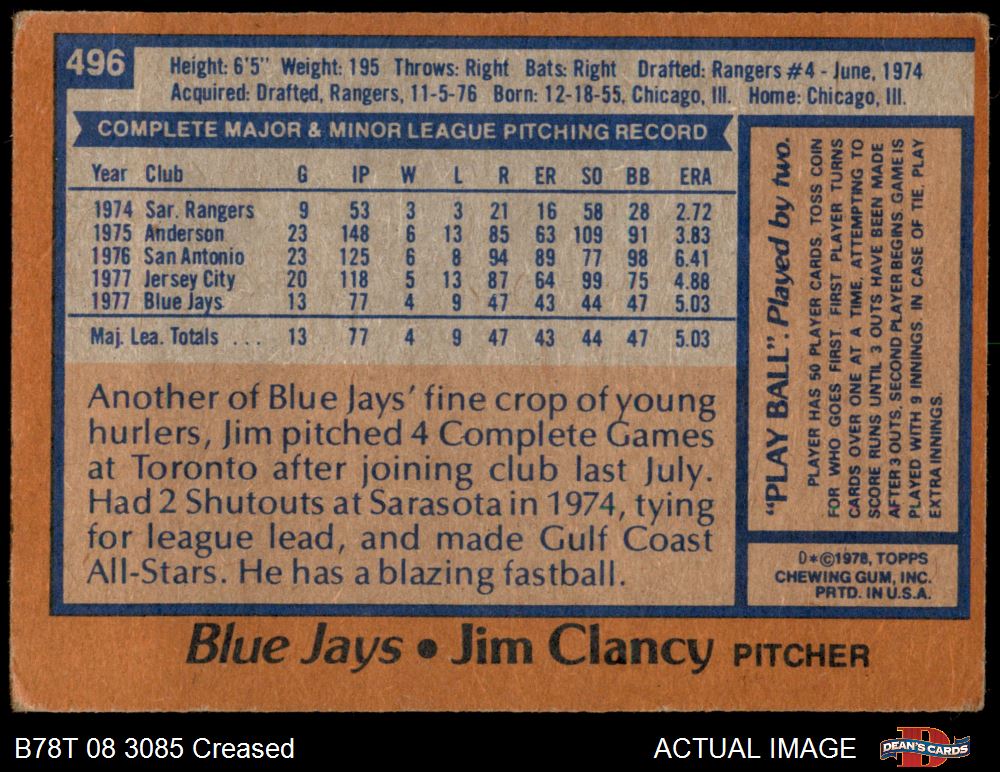 496
Height: 6'5" Weight: 195 Throws: Right Bats: Right Drafted: Rangers #4 - June, 1974
Acquired: Drafted, Rangers, 11-5-76 Born: 12-18-55, Chicago, Ill. Home: Chicago, Ill.
COMPLETE MAJOR & MINOR LEAGUE PITCHING RECORD
Year Club G IP W L R ER SO BB ERA
1974 Sar. Rangers 9 53 3 3 21 16 58 28 2.72
1975 Anderson 23 148 6 13 85 63 109 91 3.83
1976 San Antonio 23 125 6 8 94 89 77 98 6.41
1977 Jersey City 20 118 5 13 87 64 99 75 4.88
1977 Blue Jays 13 77 4 9 47 43 44 47 5.03
Maj. Lea. Totals ... 13 77 4 9 47 43 44 47 5.03
Another of Blue Jays' fine crop of young
hurlers, Jim pitched 4 Complete Games
at Toronto after joining club last July.
Had 2 Shutouts at Sarasota in 1974, tying
for league lead, and made Gulf Coast
All-Stars. He has a blazing fastball.
"PLAY BALL". Played by two.
PLAYER HAS 50 PLAYER CARDS. TOSS COIN
FOR WHO GOES FIRST. FIRST PLAYER TURNS
CARDS OVER ONE AT A TIME, ATTEMPTING TO
SCORE RUNS UNTIL 3 OUTS HAVE BEEN MADE
AFTER 3 OUTS, SECOND PLAYER BEGINS. GAME IS
PLAYED WITH 9 INNINGS. IN CASE OF TIE, PLAY
EXTRA INNINGS.
D*©1978, TOPPS
CHEWING GUM, INC.
PRTD. IN U.S.A.
Blue Jays • Jim Clancy PITCHER
B78T 08 3085 Creased
ACTUAL IMAGE
D
DEAN'S CARDS